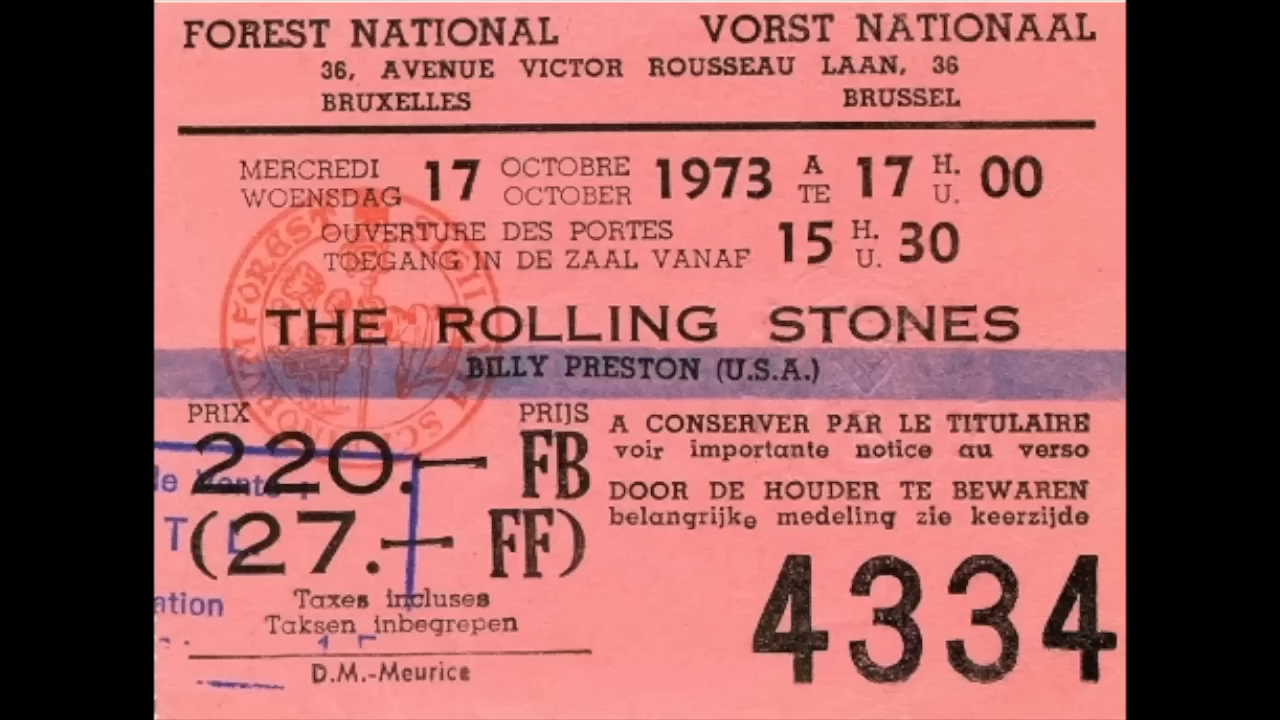 FOREST NATIONAL VORST NATIONAAL
36, AVENUE VICTOR ROUSSEAU LAAN, 36
BRUXELLES BRUSSEL
MERCREDI 17 OCTOBRE 1973 A 17 H. 00
WOENSDAG OCTOBER TE U.
OUVERTURE DES PORTES 15 H. 30
TOEGANG IN DE ZAAL VANAF U.
THE ROLLING STONES
BILLY PRESTON (U.S.A.)
PRIX PRIJS
220.— FB
(27.— FF)
Taxes incluses
Taksen inbegrepen
D.M.-Meurice
A CONSERVER PAR LE TITULAIRE
voir importante notice au verso
DOOR DE HOUDER TE BEWAREN
belangrijke medeling zie keerzijde
4334
FOREST